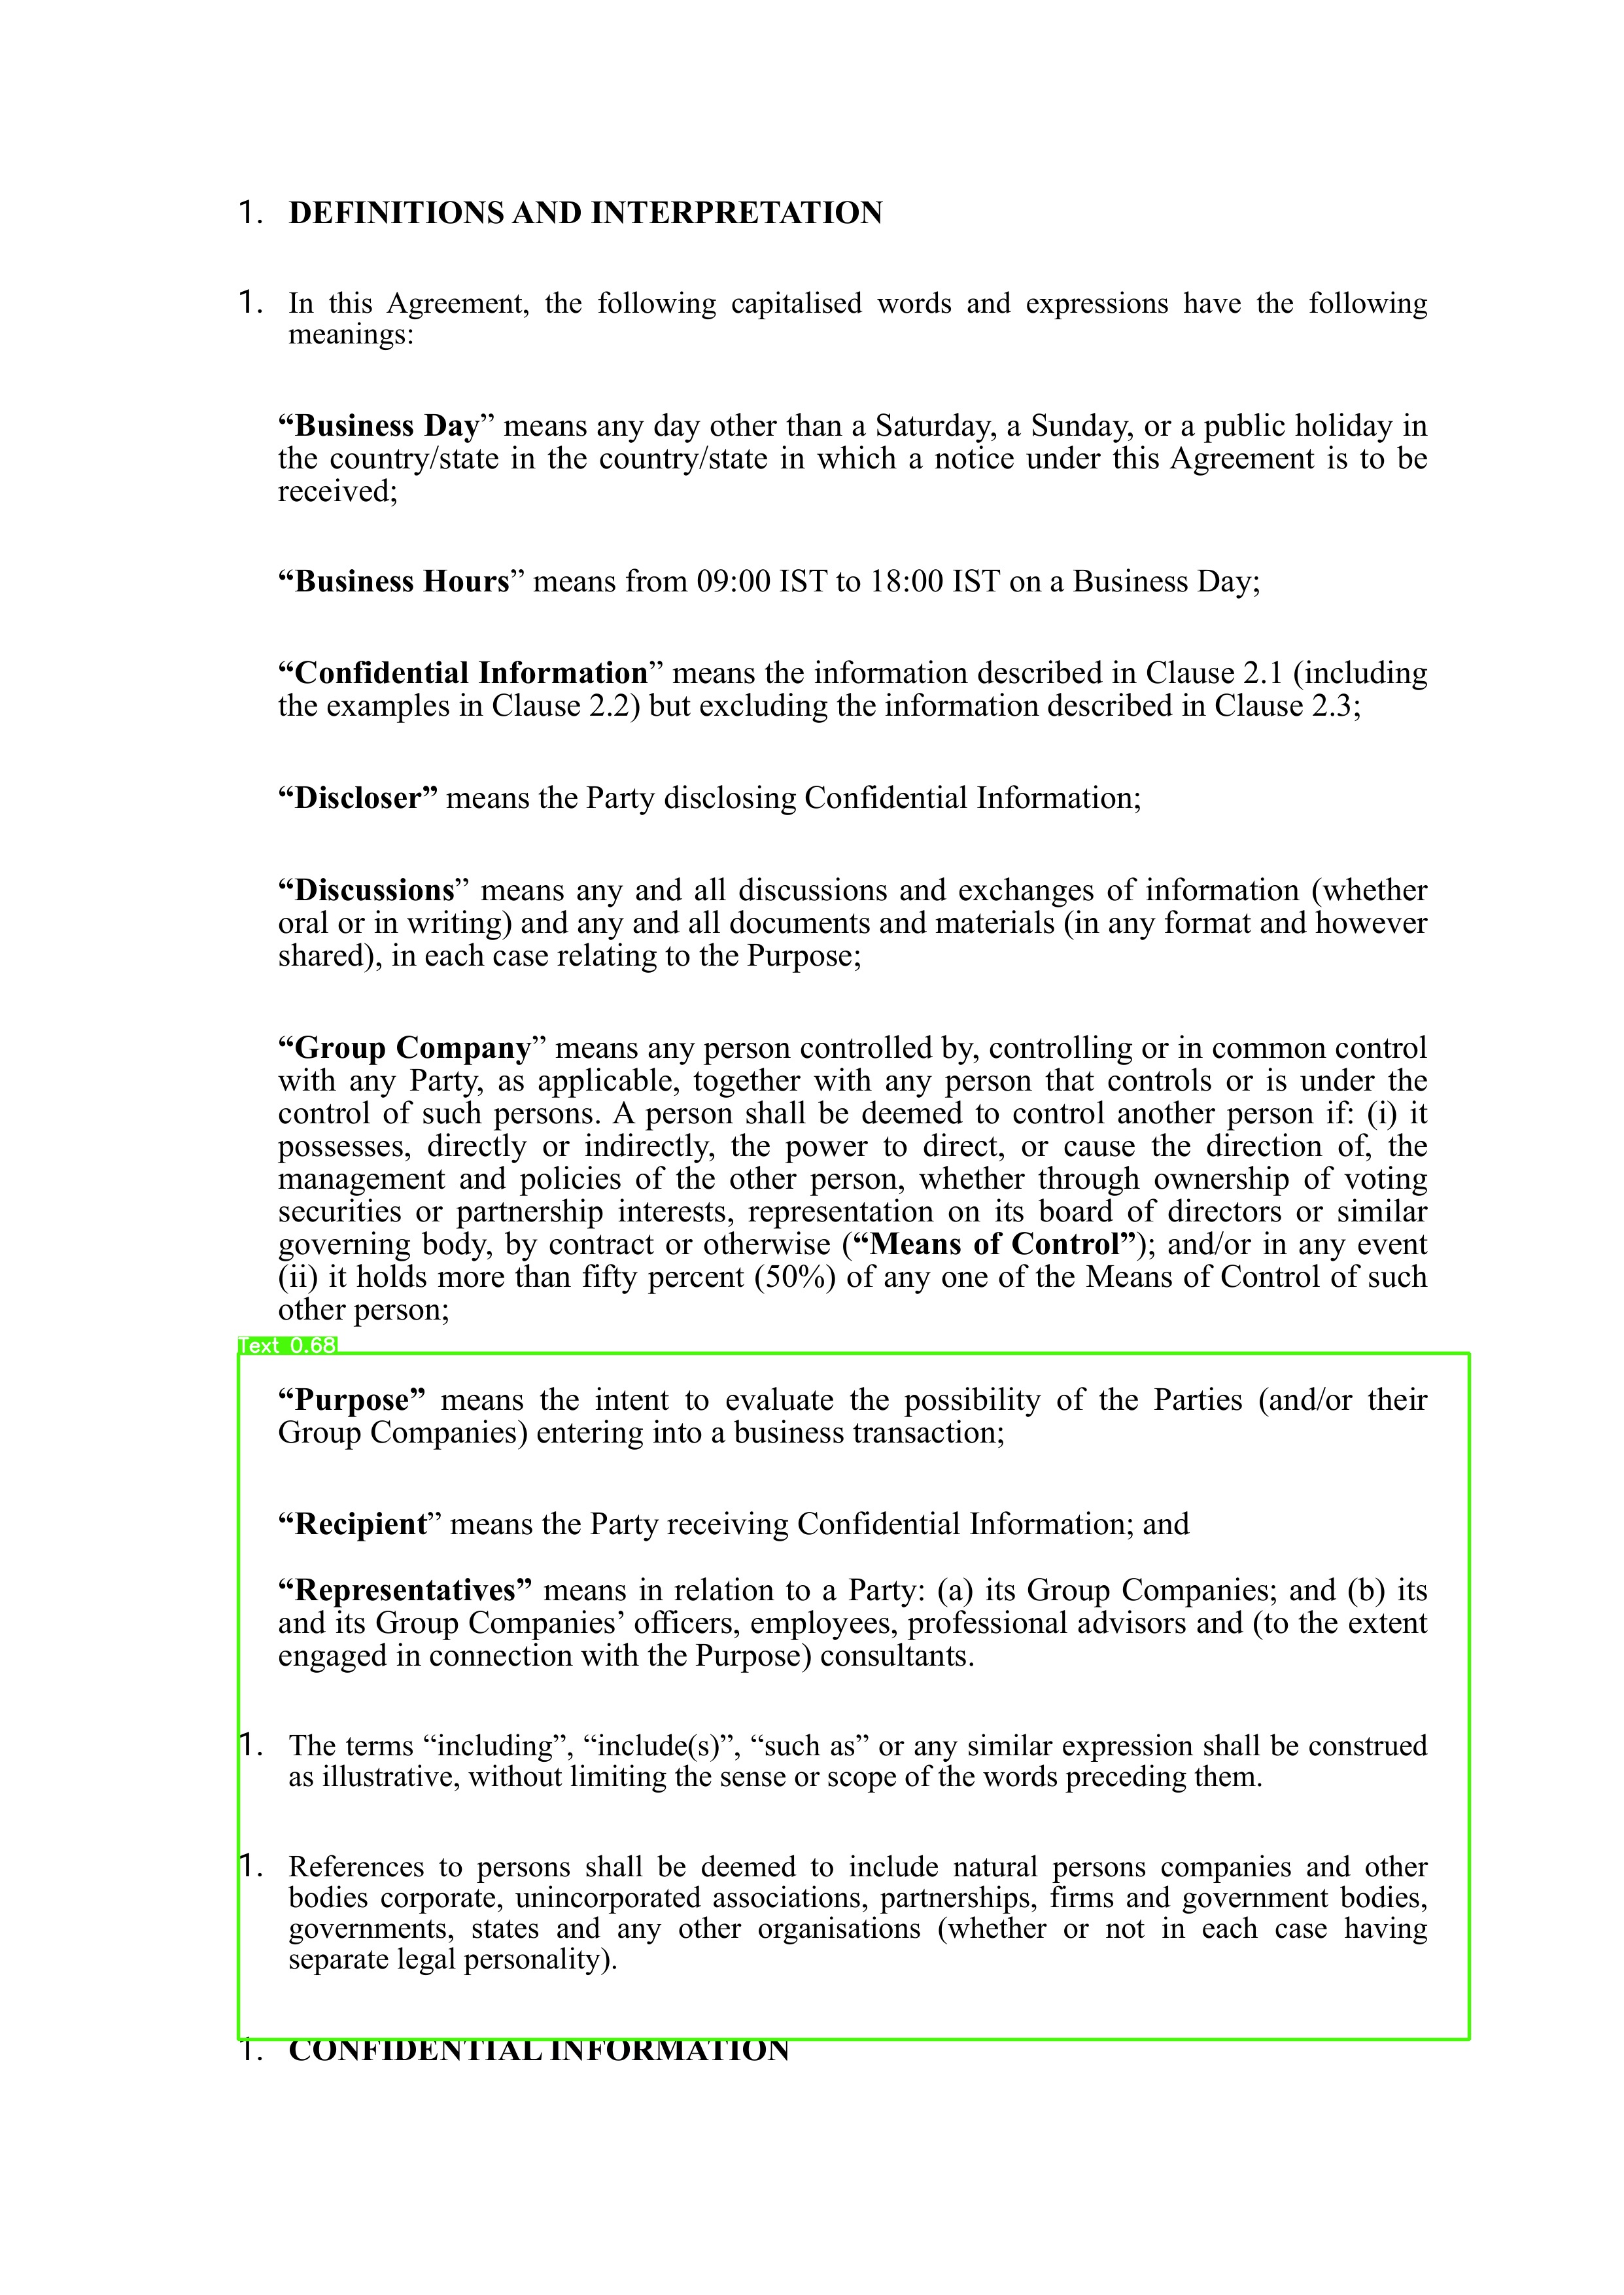 1. DEFINITIONS AND INTERPRETATION
1. In this Agreement, the following capitalised words and expressions have the following
meanings:
“Business Day” means any day other than a Saturday, a Sunday, or a public holiday in
the country/state in the country/state in which a notice under this Agreement is to be
received;
“Business Hours” means from 09:00 IST to 18:00 IST on a Business Day;
“Confidential Information” means the information described in Clause 2.1 (including
the examples in Clause 2.2) but excluding the information described in Clause 2.3;
“Discloser” means the Party disclosing Confidential Information;
“Discussions” means any and all discussions and exchanges of information (whether
oral or in writing) and any and all documents and materials (in any format and however
shared), in each case relating to the Purpose;
“Group Company” means any person controlled by, controlling or in common control
with any Party, as applicable, together with any person that controls or is under the
control of such persons. A person shall be deemed to control another person if: (i) it
possesses, directly or indirectly, the power to direct, or cause the direction of, the
management and policies of the other person, whether through ownership of voting
securities or partnership interests, representation on its board of directors or similar
governing body, by contract or otherwise (“Means of Control”); and/or in any event
(ii) it holds more than fifty percent (50%) of any one of the Means of Control of such
other person;
Text 0.68
“Purpose” means the intent to evaluate the possibility of the Parties (and/or their
Group Companies) entering into a business transaction;
“Recipient” means the Party receiving Confidential Information; and
“Representatives” means in relation to a Party: (a) its Group Companies; and (b) its
and its Group Companies’ officers, employees, professional advisors and (to the extent
engaged in connection with the Purpose) consultants.
1. The terms “including”, “include(s)”, “such as” or any similar expression shall be construed
as illustrative, without limiting the sense or scope of the words preceding them.
1. References to persons shall be deemed to include natural persons companies and other
bodies corporate, unincorporated associations, partnerships, firms and government bodies,
governments, states and any other organisations (whether or not in each case having
separate legal personality).
1. CONFIDENTIAL INFORMATION